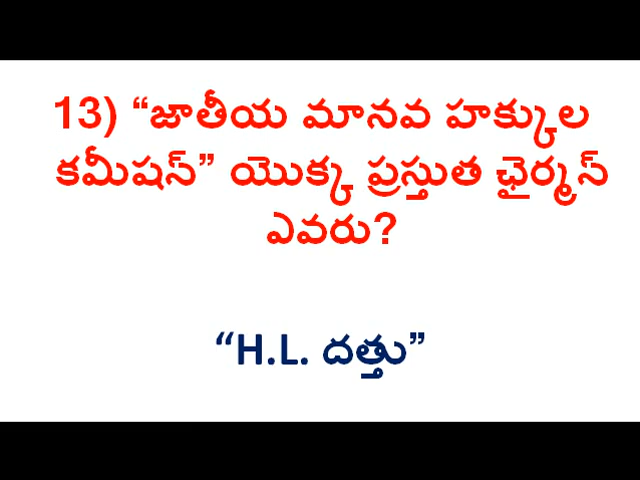 13) “జాతీయ మానవ హక్కుల
కమీషన్” యొక్క ప్రస్తుత ఛైర్మన్
ఎవరు?
“H.L. దత్తు”